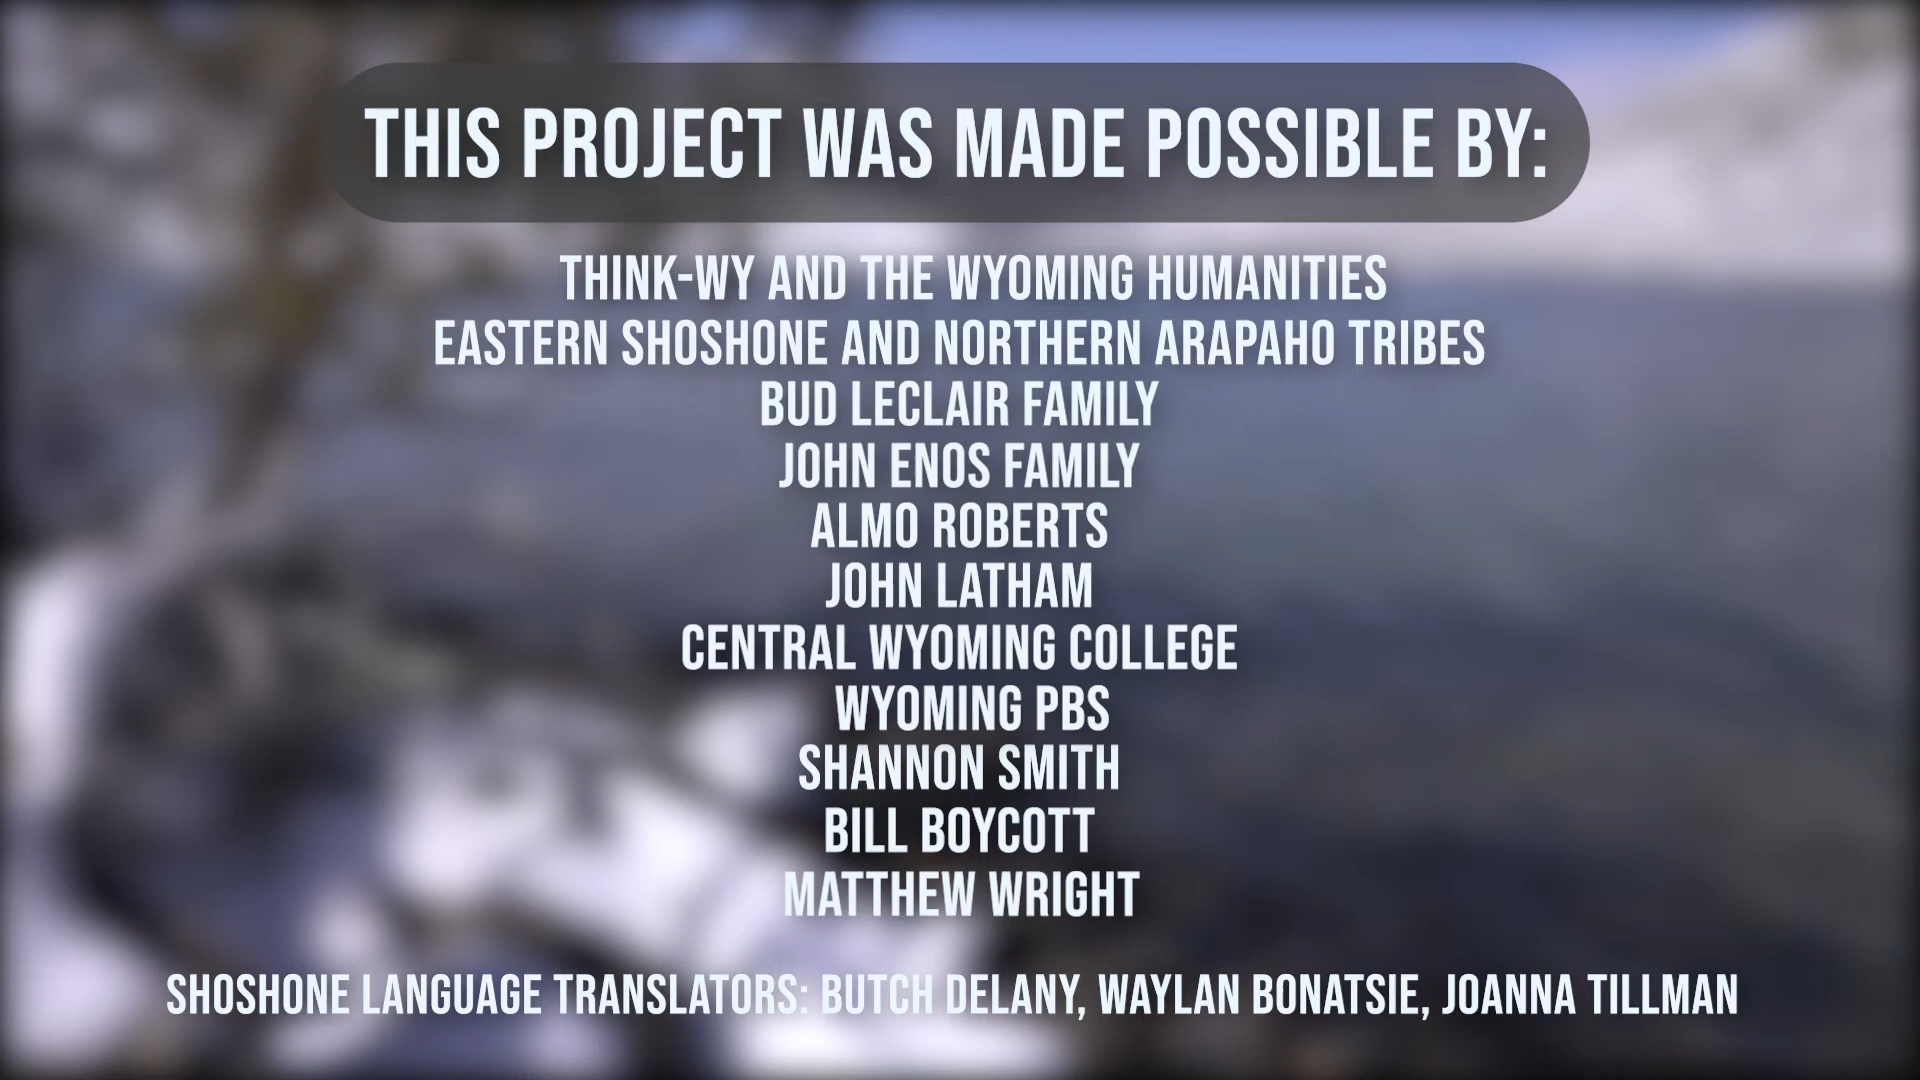 THIS PROJECT WAS MADE POSSIBLE BY:
THINK-WY AND THE WYOMING HUMANITIES
EASTERN SHOSHONE AND NORTHERN ARAPAHO TRIBES
BUD LECLAIR FAMILY
JOHN ENOS FAMILY
ALMO ROBERTS
JOHN LATHAM
CENTRAL WYOMING COLLEGE
WYOMING PBS
SHANNON SMITH
BILL BOYCOTT
MATTHEW WRIGHT
SHOSHONE LANGUAGE TRANSLATORS: BUTCH DELANY, WAYLAN BONATSIE, JOANNA TILLMAN